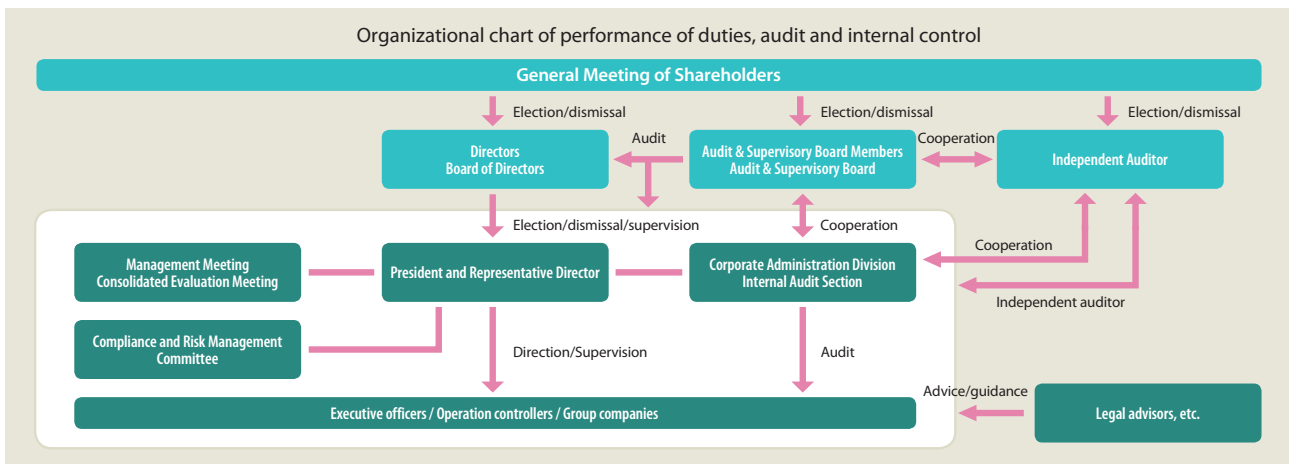 Organizational chart of performance of duties, audit and internal control
General Meeting of Shareholders
Election/dismissal
Election/dismissal
Election/dismissal
Directors
Board of Directors
Audit
Audit & Supervisory Board Members
Audit & Supervisory Board
Cooperation
Independent Auditor
Election/dismissal/supervision
Cooperation
Management Meeting
Consolidated Evaluation Meeting
President and Representative Director
Corporate Administration Division
Internal Audit Section
Cooperation
Independent auditor
Compliance and Risk Management
Committee
Direction/Supervision
Audit
Executive officers / Operation controllers / Group companies
Advice/guidance
Legal advisors, etc.